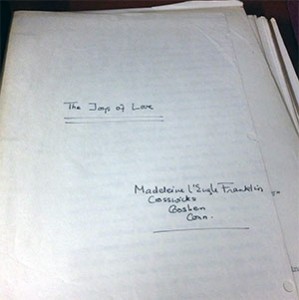 The Joys of Love
Madeleine L'Engle Franklin
Crosswicks
Goshen
Conn.